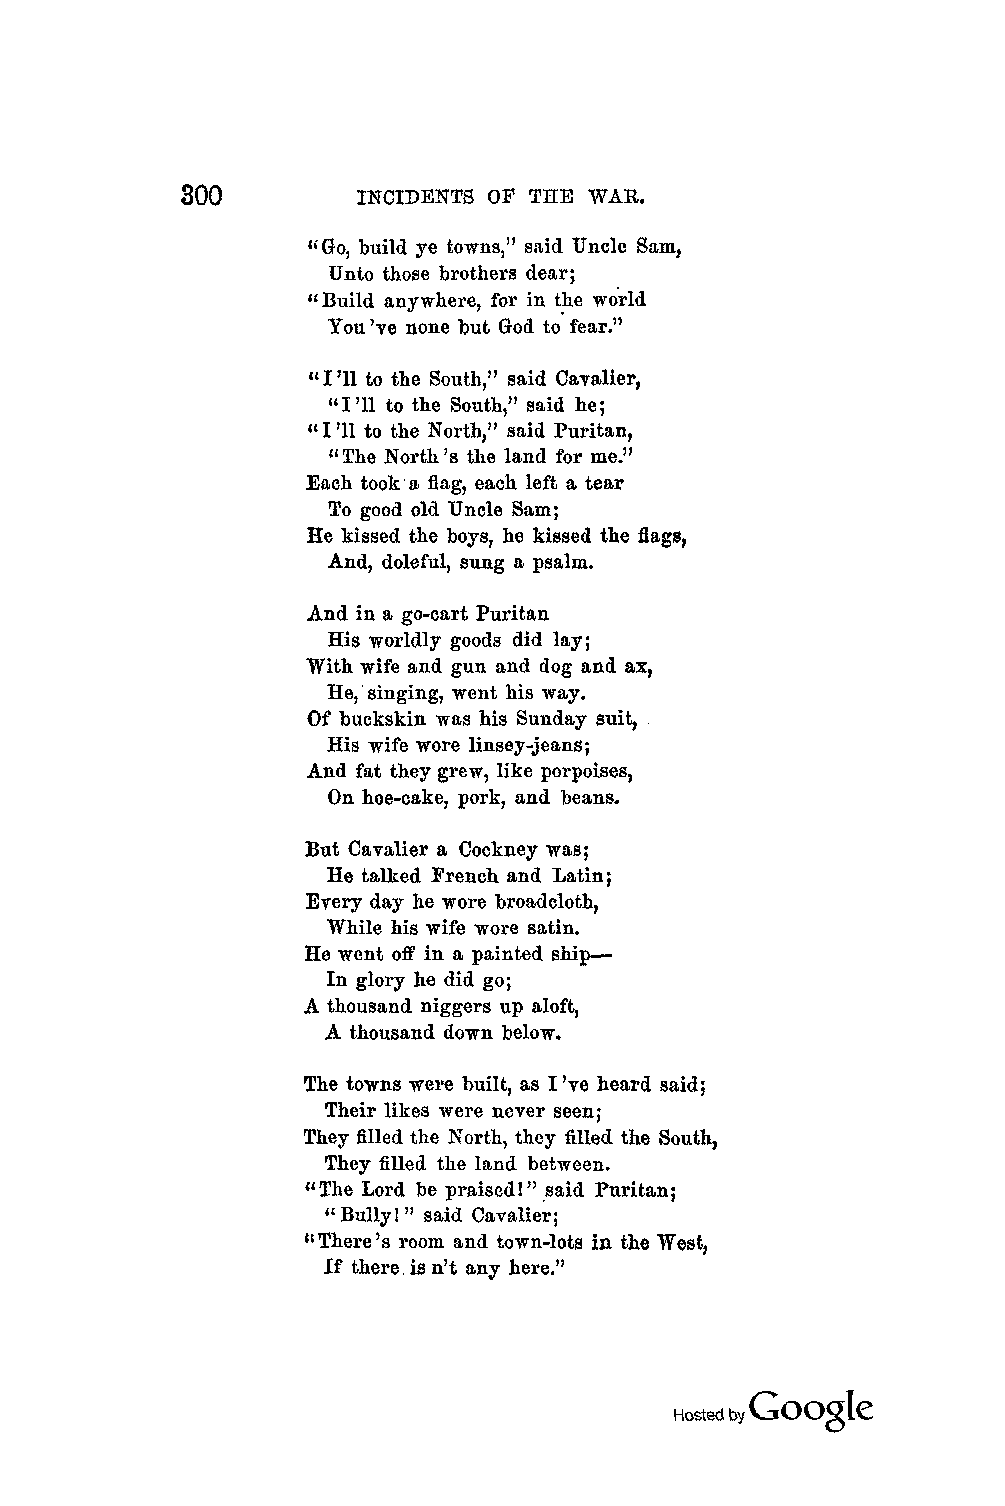 300 INCIDENTS OF THE WAR.
"Go, build ye towns," said Uncle Sam,
Unto those brothers dear;
"Build anywhere, for in the world
You 've none but God to fear."
"I 'll to the South," said Cavalier,
"I 'll to the South," said he;
"I 'll to the North," said Puritan,
"The North 's the land for me."
Each took a flag, each left a tear
To good old Uncle Sam;
He kissed the boys, he kissed the flags,
And, doleful, sung a psalm.
And in a go-cart Puritan
His worldly goods did lay;
With wife and gun and dog and ax,
He, singing, went his way.
Of buckskin was his Sunday suit,
His wife wore linsey-jeans;
And fat they grew, like porpoises,
On hoe-cake, pork, and beans.
But Cavalier a Cockney was;
He talked French and Latin;
Every day he wore broadcloth,
While his wife wore satin.
He went off in a painted ship—
In glory he did go;
A thousand niggers up aloft,
A thousand down below.
The towns were built, as I 've heard said;
Their likes were never seen;
They filled the North, they filled the South,
They filled the land between.
"The Lord be praised!" said Puritan;
"Bully!" said Cavalier;
"There 's room and town-lots in the West,
If there is n't any here."
Hosted by Google